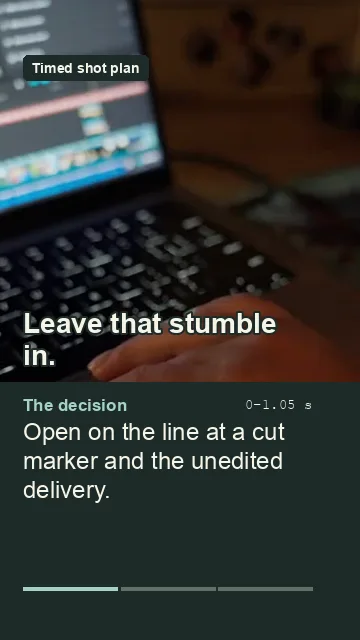 Timed shot plan
Leave that stumble
in.
The decision
0–1.05 s
Open on the line at a cut
marker and the unedited
delivery.